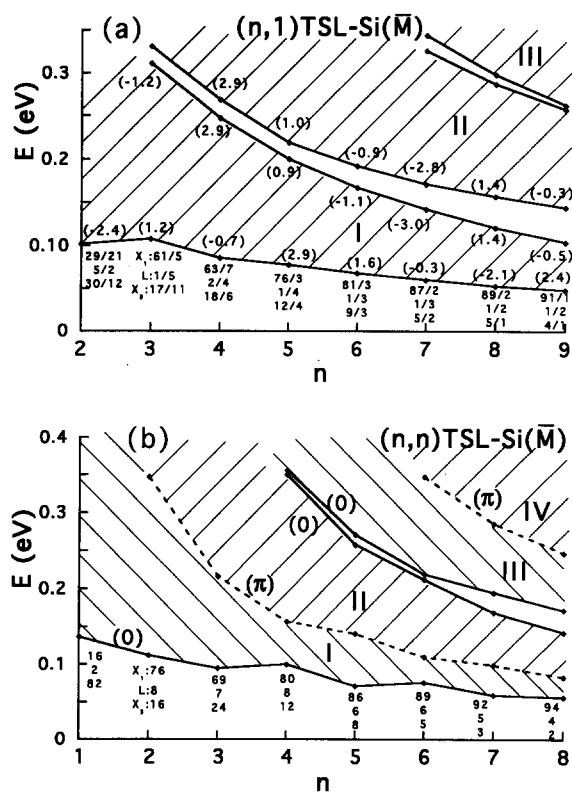 (a) (n,1)TSL-Si(M̄)
E (eV)
0.3
0.2
0.10
0
III
II
I
(-1.2) (2.9) (1.0) (-0.9) (-2.8) (1.4) (-0.3)
(2.9) (0.9) (-1.1) (-3.0) (1.4) (-0.5)
(-2.4) (1.2) (-0.7) (2.9) (1.6) (-0.3) (-2.1) (2.4)
29/21 X₁:61/5 63/7 76/3 81/3 87/2 89/2 91/1
5/2 L:1/5 2/4 1/4 1/3 1/3 1/2 1/2
30/12 X₃:17/11 18/6 12/4 9/3 5/2 5/1 4/1
2 3 4 5 6 7 8 9
n
(b) (n,n)TSL-Si(M̄)
E (eV)
0.4
0.3
0.2
0.1
0
(0)
(0)
(π)
(π)
IV
III
II
I
(0)
16 X₁:76 69 80 86 89 92 94
2 L:8 7 8 6 6 5 4
82 X₃:16 24 12 8 5 3 2
1 2 3 4 5 6 7 8
n